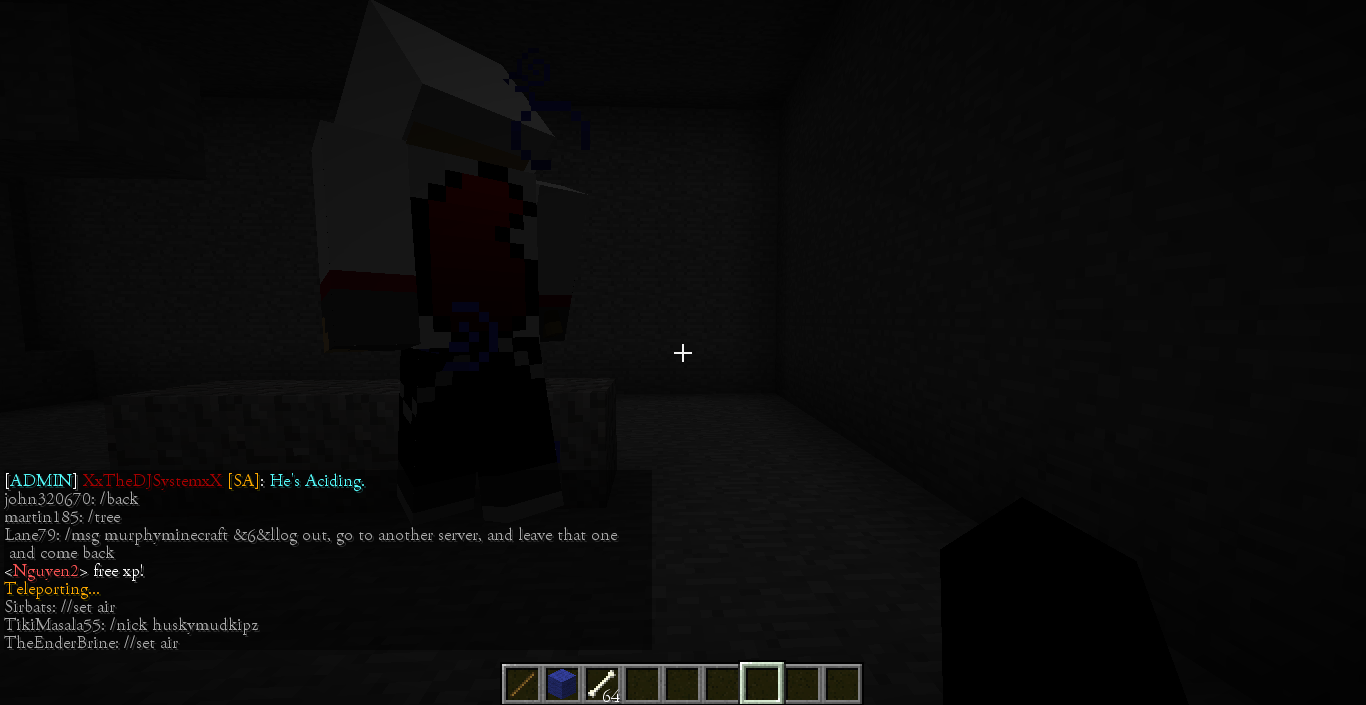 [ADMIN] XxTheDJSystemxX [SA]: He's Aciding.
john320670: /back
martin185: /tree
Lane79: /msg murphyminecraft &6&llog out, go to another server, and leave that one
and come back
<Nguyen2> free xp!
Teleporting...
Sirbats: //set air
TikiMasala55: /nick huskymudkipz
TheEnderBrine: //set air
64